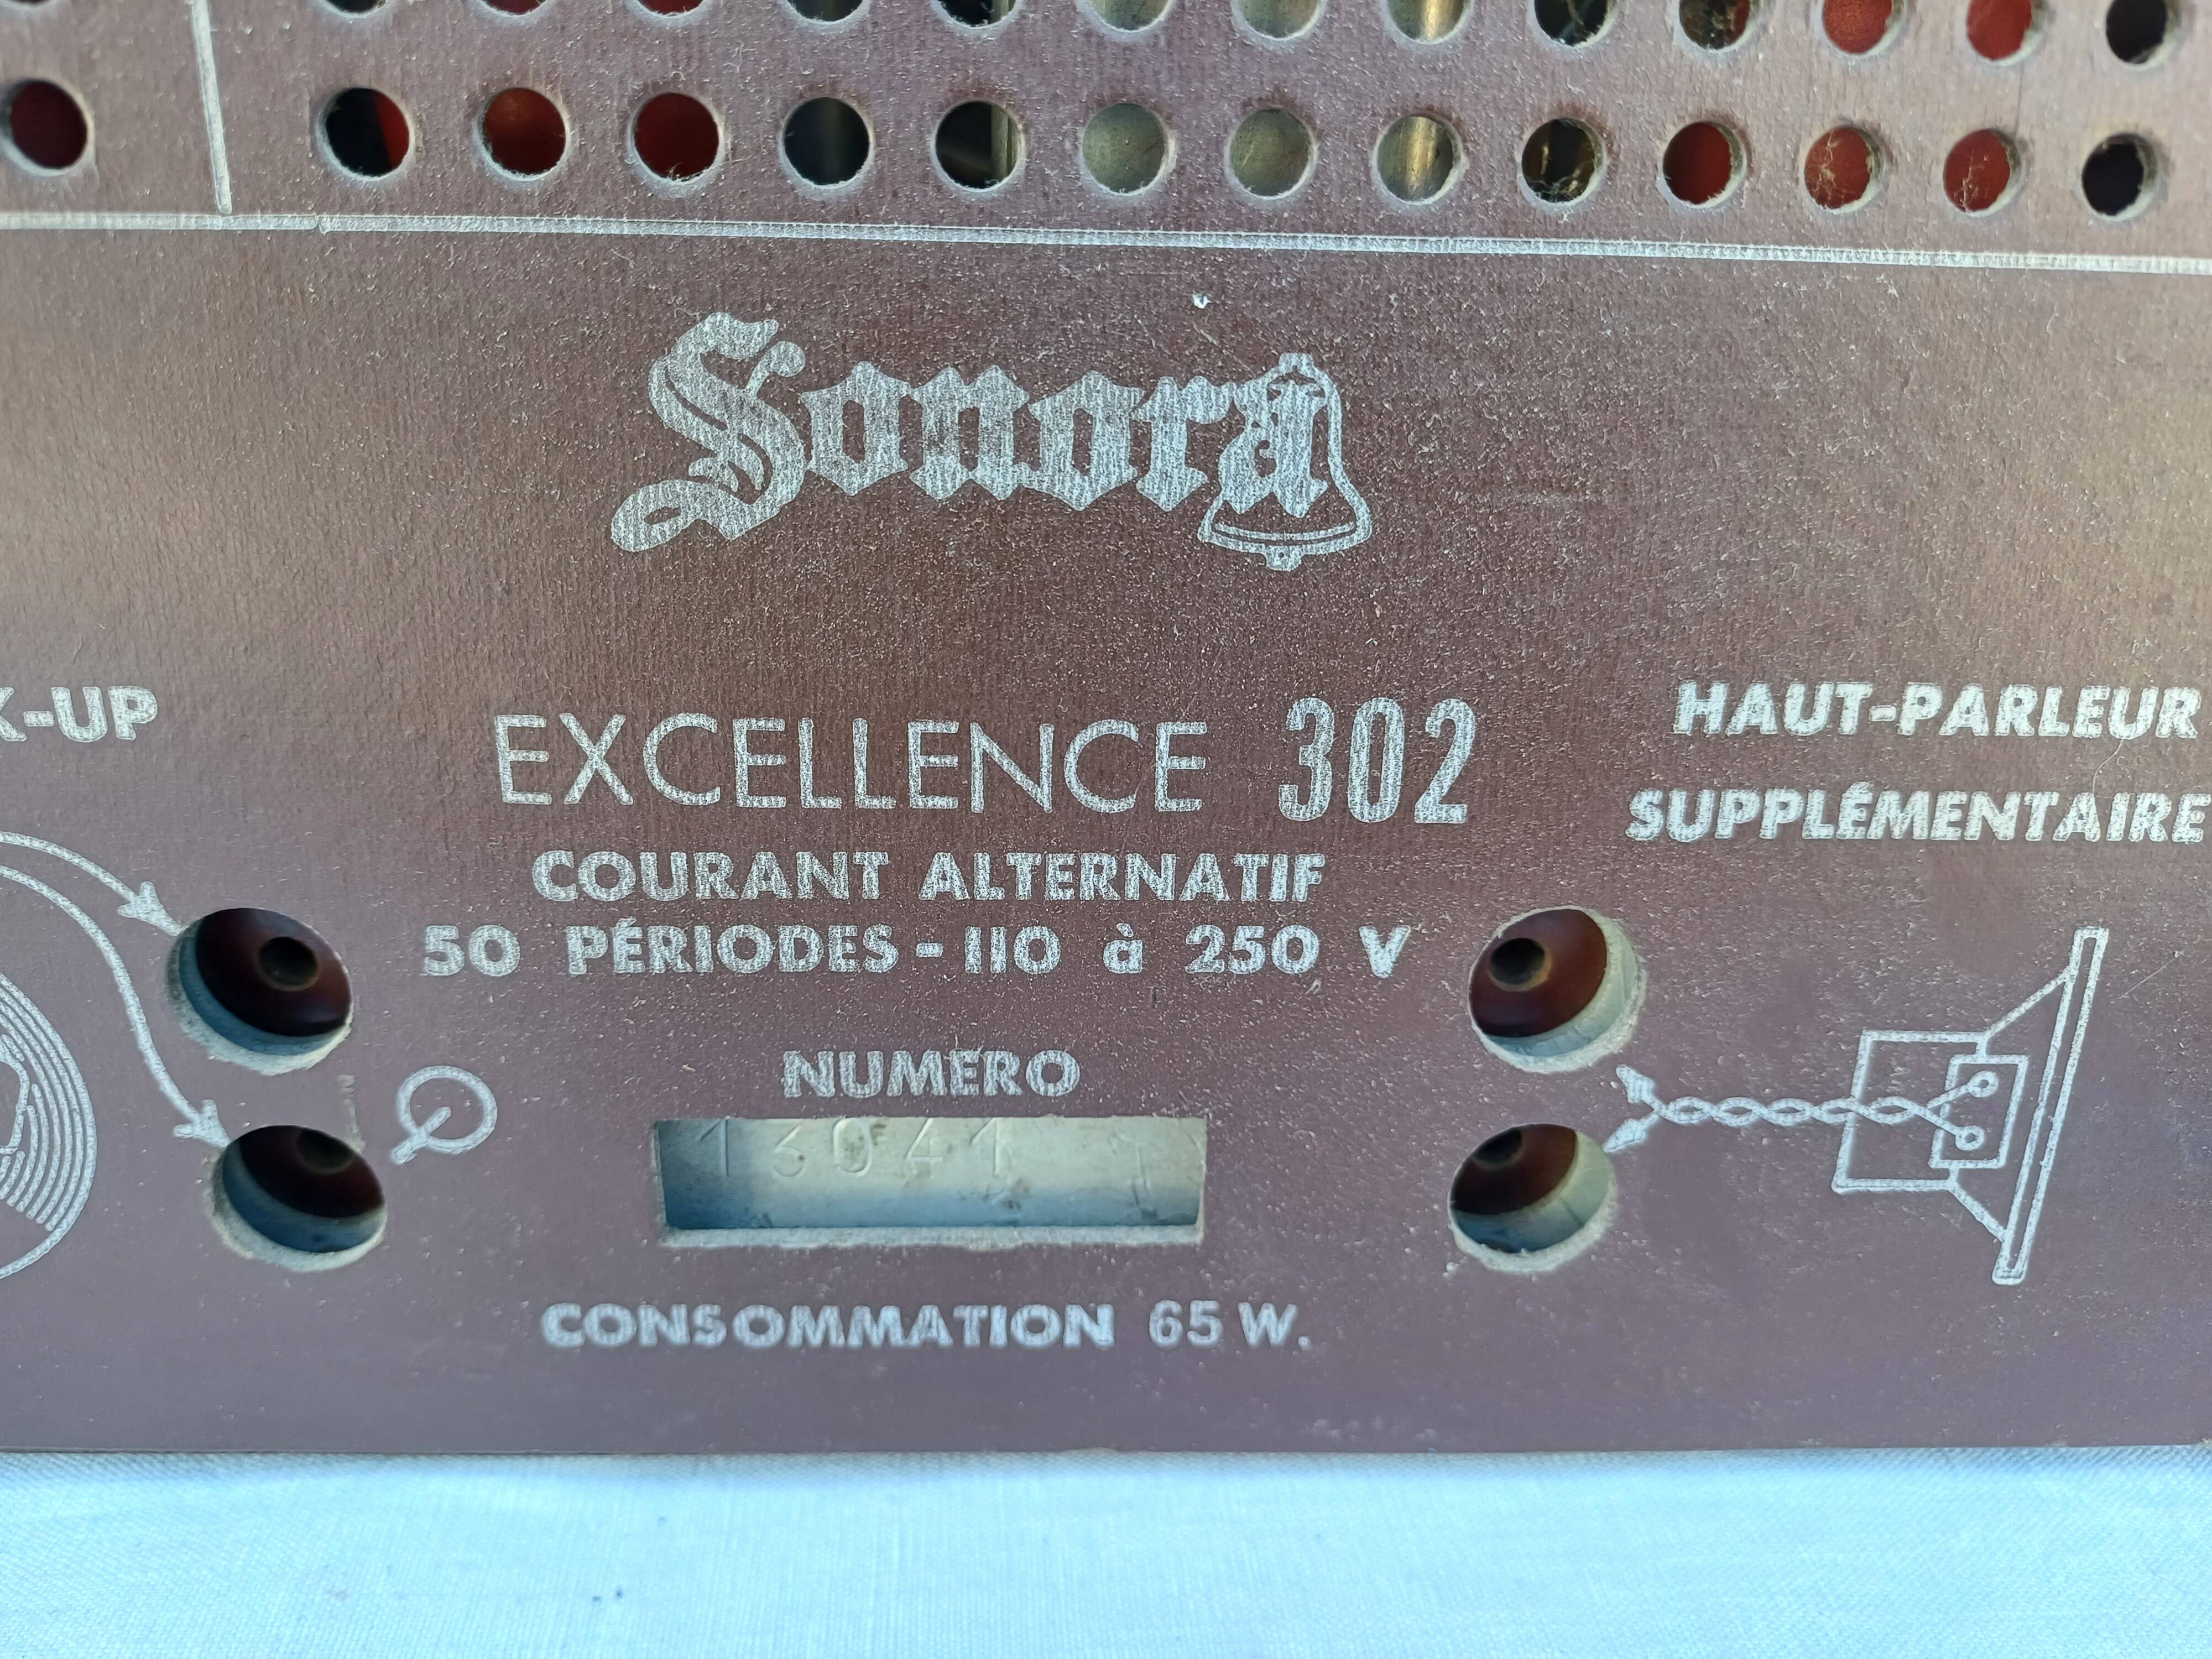 Sonora
K-UP
EXCELLENCE 302
HAUT-PARLEUR
SUPPLÉMENTAIRE
COURANT ALTERNATIF
50 PÉRIODES - 110 à 250 V
NUMERO
13041
CONSOMMATION 65 W.